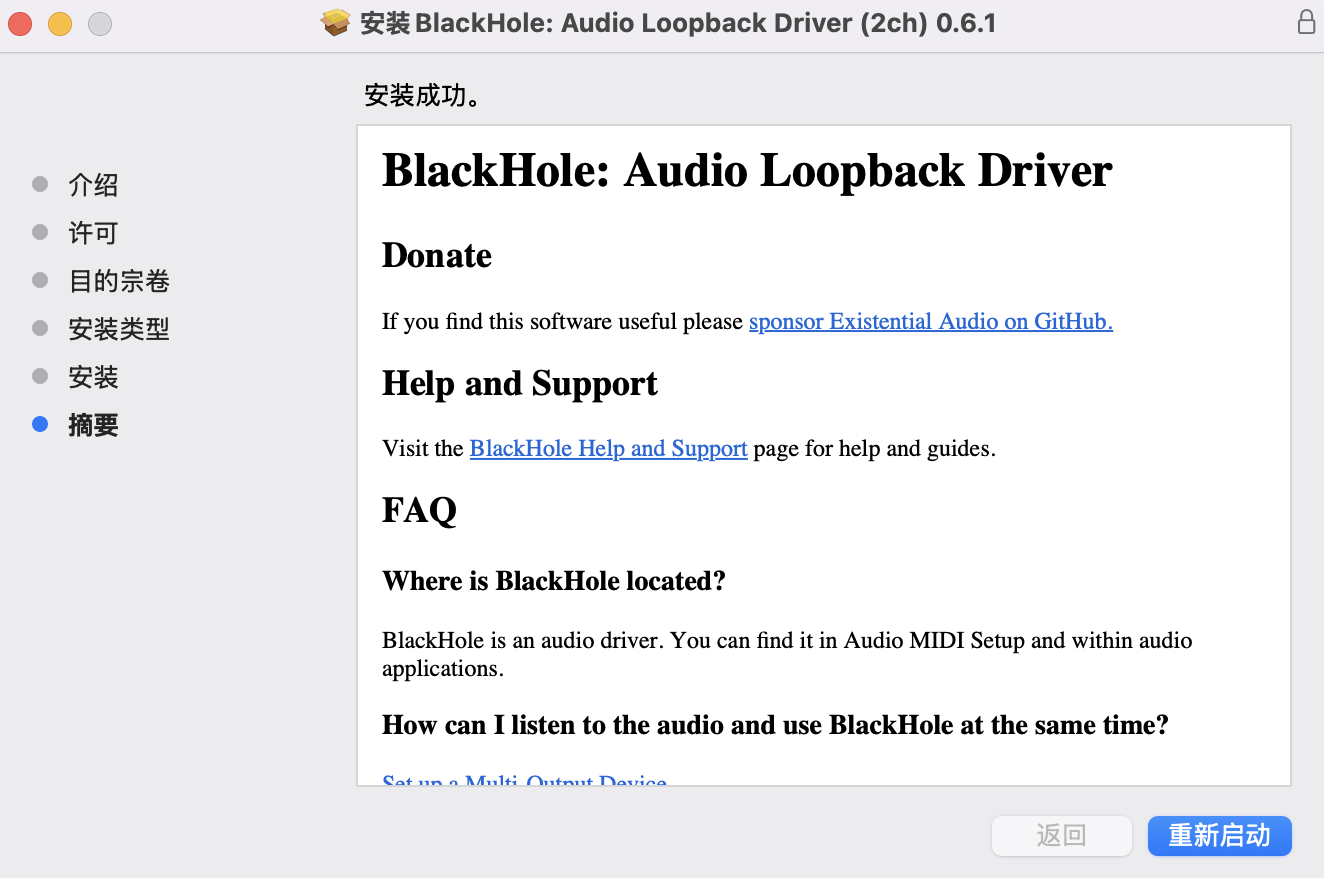 安装 BlackHole: Audio Loopback Driver (2ch) 0.6.1
安装成功。
介绍
许可
目的宗卷
安装类型
安装
摘要
BlackHole: Audio Loopback Driver
Donate
If you find this software useful please sponsor Existential Audio on GitHub.
Help and Support
Visit the BlackHole Help and Support page for help and guides.
FAQ
Where is BlackHole located?
BlackHole is an audio driver. You can find it in Audio MIDI Setup and within audio
applications.
How can I listen to the audio and use BlackHole at the same time?
Set up a Multi-Output Device
返回
重新启动